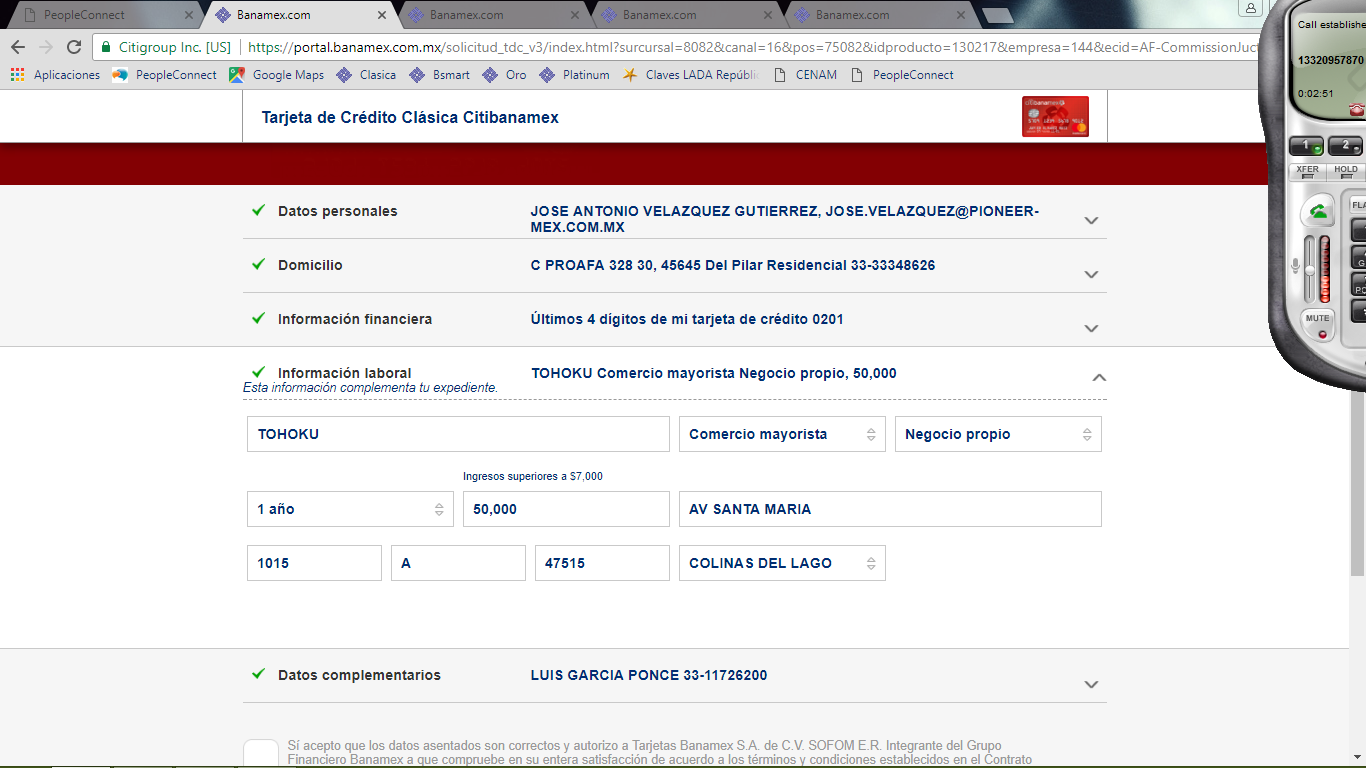 PeopleConnect
Banamex.com
Banamex.com
Banamex.com
Banamex.com
Citigroup Inc. [US]
https://portal.banamex.com.mx/solicitud_tdc_v3/index.html?surcursal=8082&canal=16&pos=75082&idproducto=130217&empresa=144&ecid=AF-CommissionJuct
Aplicaciones PeopleConnect Google Maps Clasica Bsmart Oro Platinum Claves LADA Repúbli CENAM PeopleConnect
Call establishe
13320957870
0:02:51
1 2
XFER HOLD
FLA
MUTE
Tarjeta de Crédito Clásica Citibanamex
Datos personales
JOSE ANTONIO VELAZQUEZ GUTIERREZ, JOSE.VELAZQUEZ@PIONEER-
MEX.COM.MX
Domicilio
C PROAFA 328 30, 45645 Del Pilar Residencial 33-33348626
Información financiera
Últimos 4 dígitos de mi tarjeta de crédito 0201
Información laboral
TOHOKU Comercio mayorista Negocio propio, 50,000
Esta información complementa tu expediente.
TOHOKU
Comercio mayorista
Negocio propio
Ingresos superiores a $7,000
1 año
50,000
AV SANTA MARIA
1015
A
47515
COLINAS DEL LAGO
Datos complementarios
LUIS GARCIA PONCE 33-11726200
Sí acepto que los datos asentados son correctos y autorizo a Tarjetas Banamex S.A. de C.V. SOFOM E.R. Integrante del Grupo
Financiero Banamex a que compruebe en su entera satisfacción de acuerdo a los términos y condiciones establecidos en el Contrato